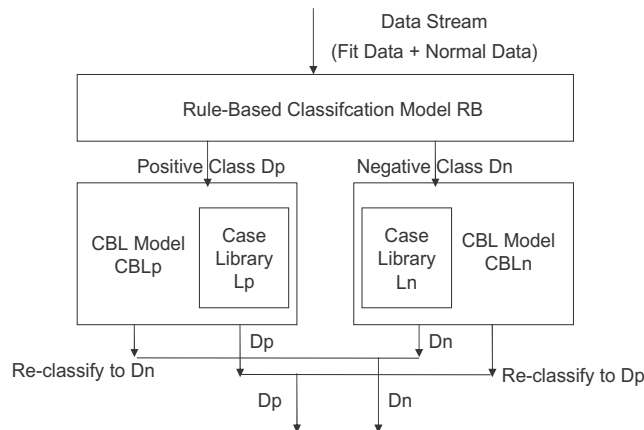 Data Stream
(Fit Data + Normal Data)
Rule-Based Classifcation Model RB
Positive Class Dp
Negative Class Dn
CBL Model
CBLp
Case
Library
Lp
Case
Library
Ln
CBL Model
CBLn
Dp
Dn
Re-classify to Dn
Re-classify to Dp
Dp
Dn